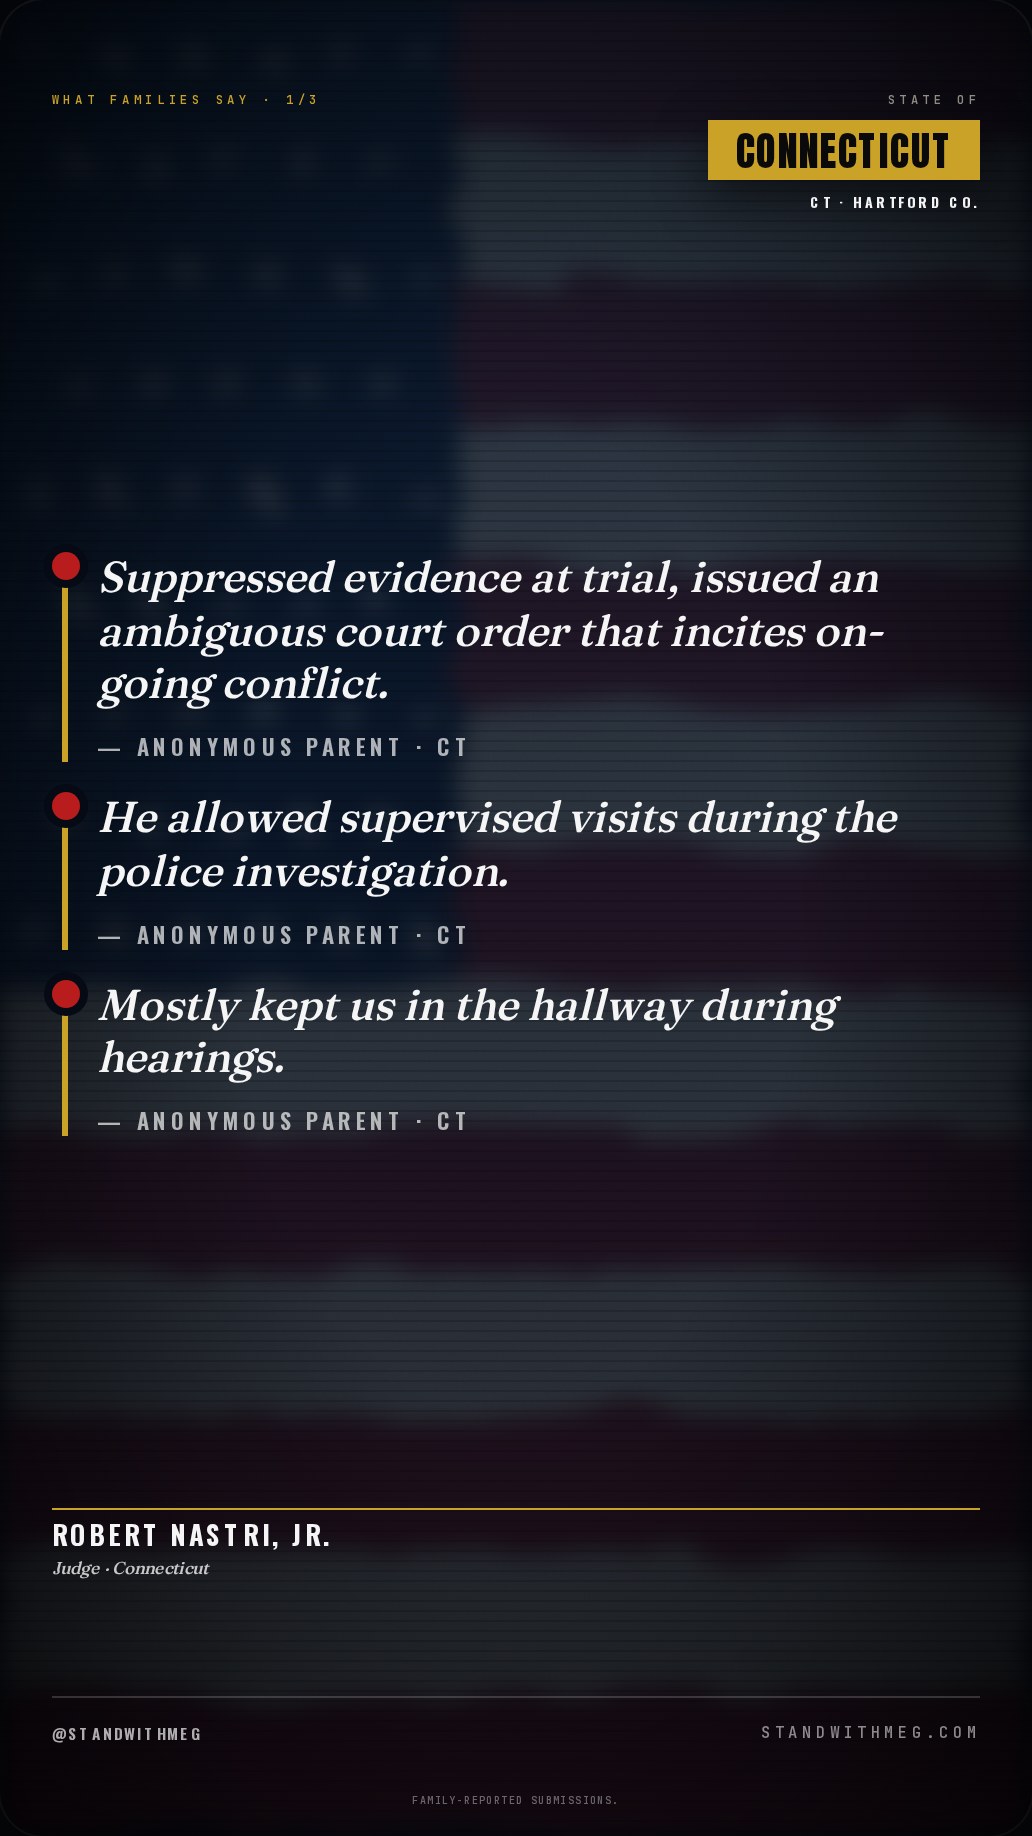 WHAT FAMILIES SAY · 1/3
STATE OF
CONNECTICUT
CT · HARTFORD CO.
Suppressed evidence at trial, issued an
ambiguous court order that incites on-
going conflict.
— ANONYMOUS PARENT · CT
He allowed supervised visits during the
police investigation.
— ANONYMOUS PARENT · CT
Mostly kept us in the hallway during
hearings.
— ANONYMOUS PARENT · CT
ROBERT NASTRI, JR.
Judge · Connecticut
@STANDWITHMEG
STANDWITHMEG.COM
FAMILY-REPORTED SUBMISSIONS.